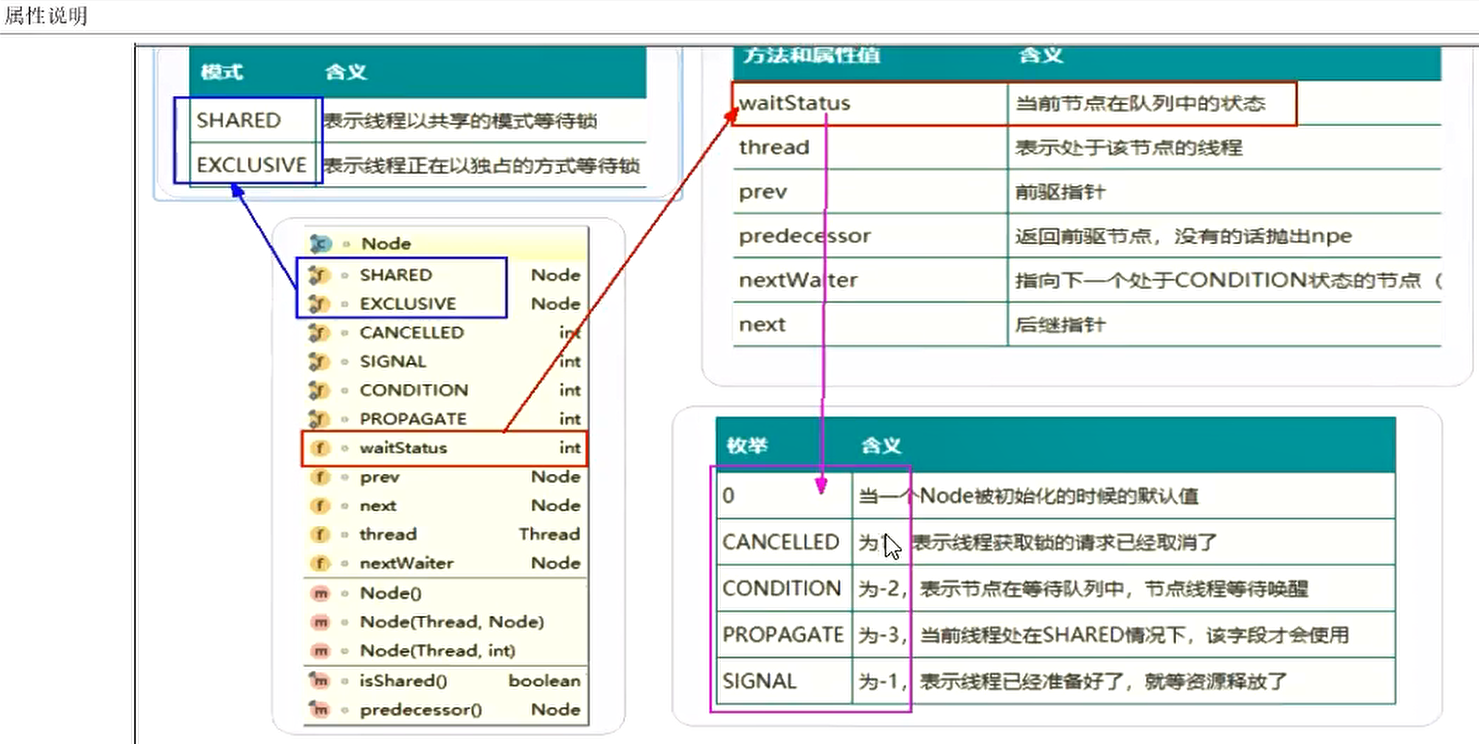 属性说明
模式 含义
SHARED 表示线程以共享的模式等待锁
EXCLUSIVE 表示线程正在以独占的方式等待锁
方法和属性值 含义
waitStatus 当前节点在队列中的状态
thread 表示处于该节点的线程
prev 前驱指针
predecessor 返回前驱节点，没有的话抛出npe
nextWaiter 指向下一个处于CONDITION状态的节点（
next 后继指针
Node
SHARED Node
EXCLUSIVE Node
CANCELLED int
SIGNAL int
CONDITION int
PROPAGATE int
waitStatus int
prev Node
next Node
thread Thread
nextWaiter Node
Node()
Node(Thread, Node)
Node(Thread, int)
isShared() boolean
predecessor() Node
枚举 含义
0 当一个Node被初始化的时候的默认值
CANCELLED 为 表示线程获取锁的请求已经取消了
CONDITION 为-2，表示节点在等待队列中，节点线程等待唤醒
PROPAGATE 为-3，当前线程处在SHARED情况下，该字段才会使用
SIGNAL 为-1，表示线程已经准备好了，就等资源释放了